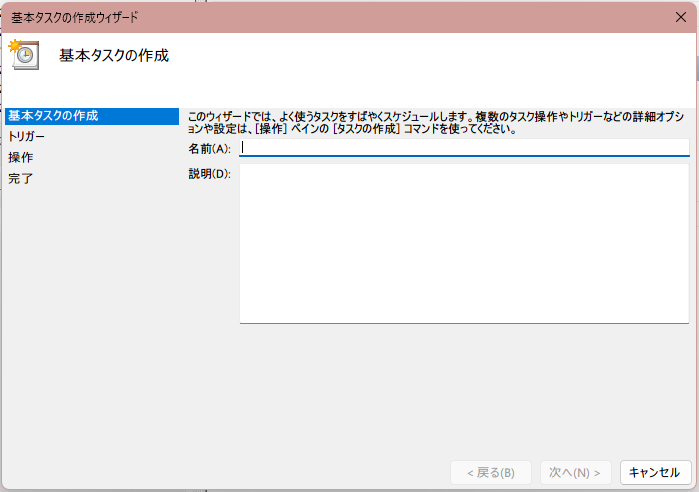 基本タスクの作成ウィザード
基本タスクの作成
基本タスクの作成
トリガー
操作
完了
このウィザードでは、よく使うタスクをすばやくスケジュールします。複数のタスク操作やトリガーなどの詳細オプシ
ョンや設定は、[操作] ペインの [タスクの作成] コマンドを使ってください。
名前(A):
説明(D):
< 戻る(B)
次へ(N) >
キャンセル